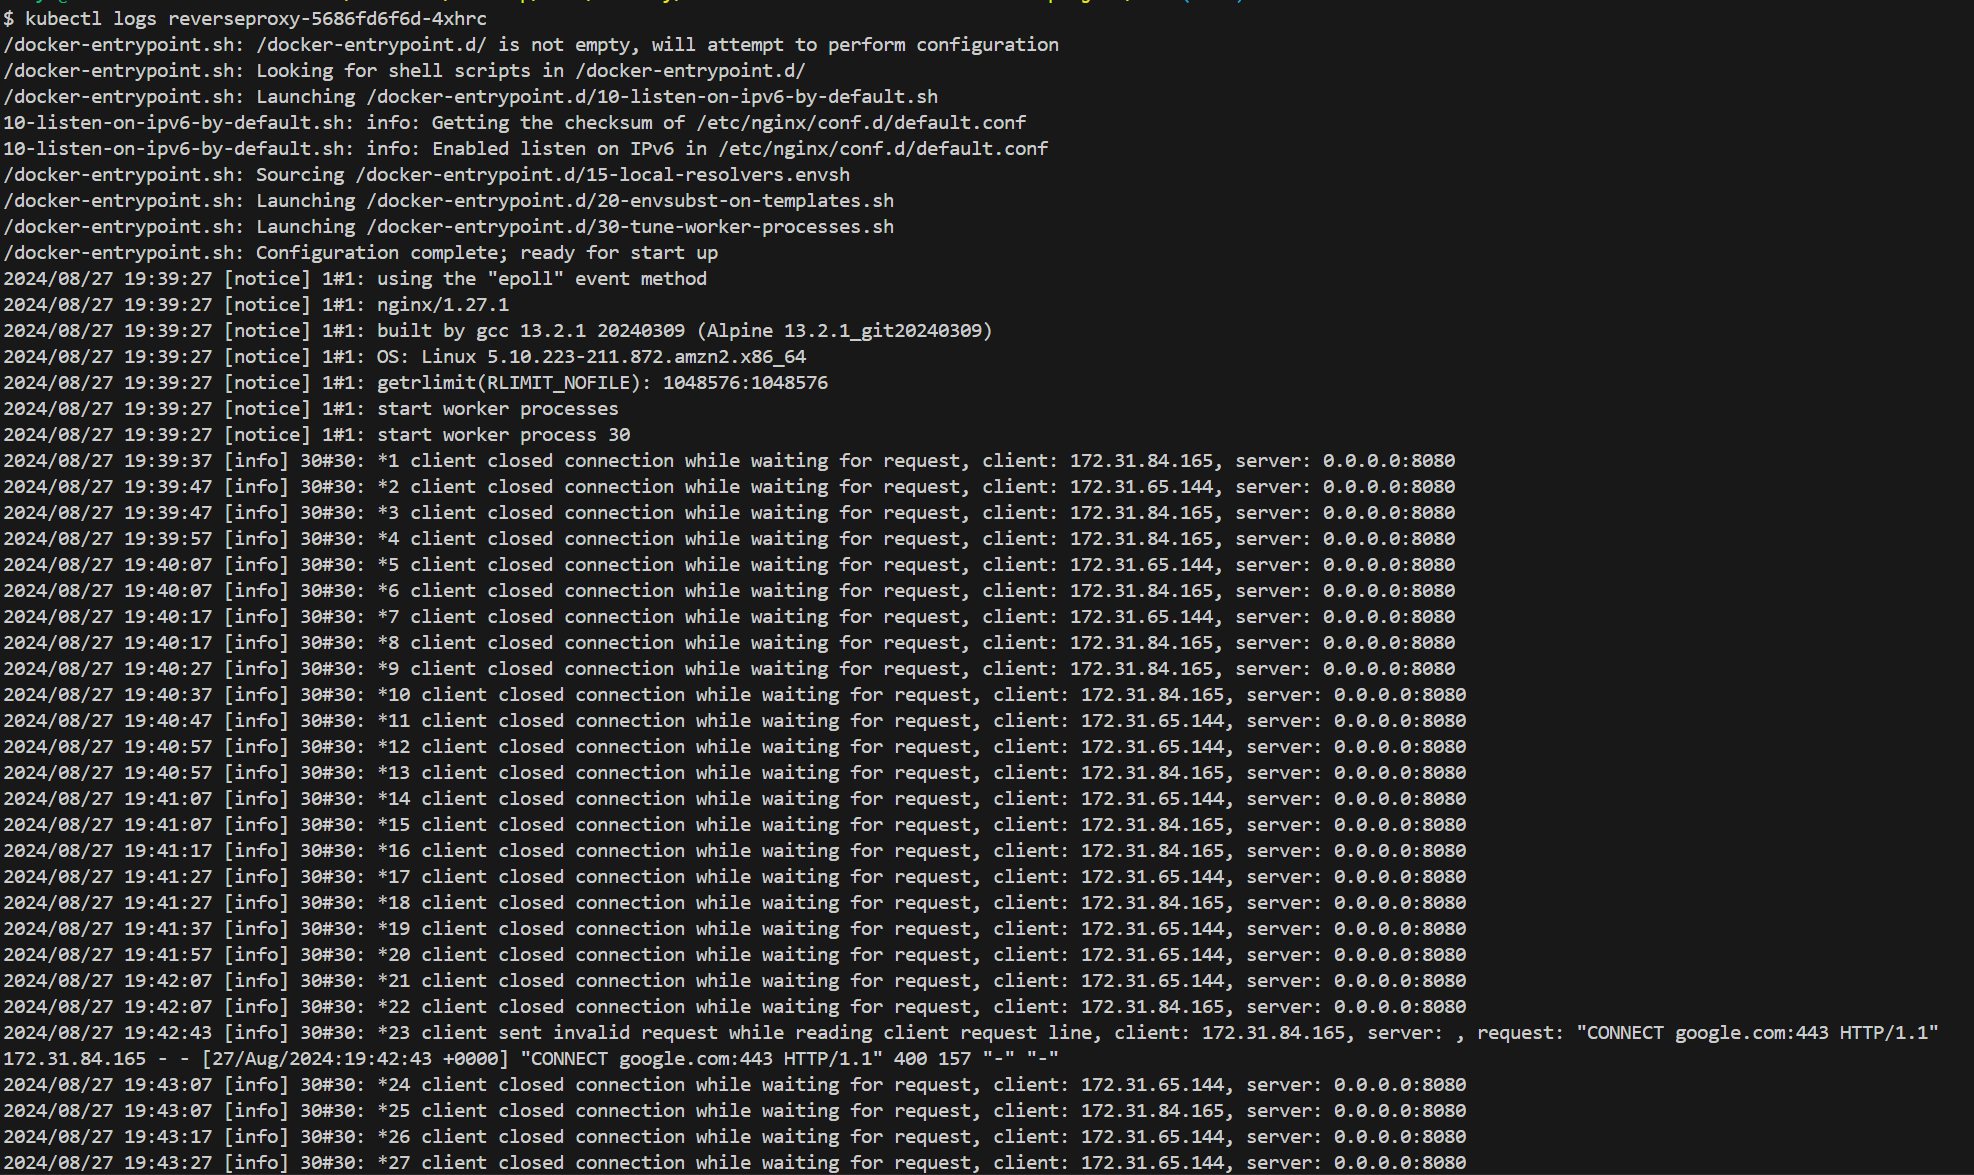 $ kubectl logs reverseproxy-5686fd6f6d-4xhrc
/docker-entrypoint.sh: /docker-entrypoint.d/ is not empty, will attempt to perform configuration
/docker-entrypoint.sh: Looking for shell scripts in /docker-entrypoint.d/
/docker-entrypoint.sh: Launching /docker-entrypoint.d/10-listen-on-ipv6-by-default.sh
10-listen-on-ipv6-by-default.sh: info: Getting the checksum of /etc/nginx/conf.d/default.conf
10-listen-on-ipv6-by-default.sh: info: Enabled listen on IPv6 in /etc/nginx/conf.d/default.conf
/docker-entrypoint.sh: Sourcing /docker-entrypoint.d/15-local-resolvers.envsh
/docker-entrypoint.sh: Launching /docker-entrypoint.d/20-envsubst-on-templates.sh
/docker-entrypoint.sh: Launching /docker-entrypoint.d/30-tune-worker-processes.sh
/docker-entrypoint.sh: Configuration complete; ready for start up
2024/08/27 19:39:27 [notice] 1#1: using the "epoll" event method
2024/08/27 19:39:27 [notice] 1#1: nginx/1.27.1
2024/08/27 19:39:27 [notice] 1#1: built by gcc 13.2.1 20240309 (Alpine 13.2.1_git20240309)
2024/08/27 19:39:27 [notice] 1#1: OS: Linux 5.10.223-211.872.amzn2.x86_64
2024/08/27 19:39:27 [notice] 1#1: getrlimit(RLIMIT_NOFILE): 1048576:1048576
2024/08/27 19:39:27 [notice] 1#1: start worker processes
2024/08/27 19:39:27 [notice] 1#1: start worker process 30
2024/08/27 19:39:37 [info] 30#30: *1 client closed connection while waiting for request, client: 172.31.84.165, server: 0.0.0.0:8080
2024/08/27 19:39:47 [info] 30#30: *2 client closed connection while waiting for request, client: 172.31.65.144, server: 0.0.0.0:8080
2024/08/27 19:39:47 [info] 30#30: *3 client closed connection while waiting for request, client: 172.31.84.165, server: 0.0.0.0:8080
2024/08/27 19:39:57 [info] 30#30: *4 client closed connection while waiting for request, client: 172.31.84.165, server: 0.0.0.0:8080
2024/08/27 19:40:07 [info] 30#30: *5 client closed connection while waiting for request, client: 172.31.65.144, server: 0.0.0.0:8080
2024/08/27 19:40:07 [info] 30#30: *6 client closed connection while waiting for request, client: 172.31.84.165, server: 0.0.0.0:8080
2024/08/27 19:40:17 [info] 30#30: *7 client closed connection while waiting for request, client: 172.31.65.144, server: 0.0.0.0:8080
2024/08/27 19:40:17 [info] 30#30: *8 client closed connection while waiting for request, client: 172.31.84.165, server: 0.0.0.0:8080
2024/08/27 19:40:27 [info] 30#30: *9 client closed connection while waiting for request, client: 172.31.84.165, server: 0.0.0.0:8080
2024/08/27 19:40:37 [info] 30#30: *10 client closed connection while waiting for request, client: 172.31.84.165, server: 0.0.0.0:8080
2024/08/27 19:40:47 [info] 30#30: *11 client closed connection while waiting for request, client: 172.31.65.144, server: 0.0.0.0:8080
2024/08/27 19:40:57 [info] 30#30: *12 client closed connection while waiting for request, client: 172.31.65.144, server: 0.0.0.0:8080
2024/08/27 19:40:57 [info] 30#30: *13 client closed connection while waiting for request, client: 172.31.84.165, server: 0.0.0.0:8080
2024/08/27 19:41:07 [info] 30#30: *14 client closed connection while waiting for request, client: 172.31.65.144, server: 0.0.0.0:8080
2024/08/27 19:41:07 [info] 30#30: *15 client closed connection while waiting for request, client: 172.31.84.165, server: 0.0.0.0:8080
2024/08/27 19:41:17 [info] 30#30: *16 client closed connection while waiting for request, client: 172.31.84.165, server: 0.0.0.0:8080
2024/08/27 19:41:27 [info] 30#30: *17 client closed connection while waiting for request, client: 172.31.65.144, server: 0.0.0.0:8080
2024/08/27 19:41:27 [info] 30#30: *18 client closed connection while waiting for request, client: 172.31.84.165, server: 0.0.0.0:8080
2024/08/27 19:41:37 [info] 30#30: *19 client closed connection while waiting for request, client: 172.31.65.144, server: 0.0.0.0:8080
2024/08/27 19:41:57 [info] 30#30: *20 client closed connection while waiting for request, client: 172.31.65.144, server: 0.0.0.0:8080
2024/08/27 19:42:07 [info] 30#30: *21 client closed connection while waiting for request, client: 172.31.65.144, server: 0.0.0.0:8080
2024/08/27 19:42:07 [info] 30#30: *22 client closed connection while waiting for request, client: 172.31.84.165, server: 0.0.0.0:8080
2024/08/27 19:42:43 [info] 30#30: *23 client sent invalid request while reading client request line, client: 172.31.84.165, server: , request: "CONNECT google.com:443 HTTP/1.1"
172.31.84.165 - - [27/Aug/2024:19:42:43 +0000] "CONNECT google.com:443 HTTP/1.1" 400 157 "-" "-"
2024/08/27 19:43:07 [info] 30#30: *24 client closed connection while waiting for request, client: 172.31.65.144, server: 0.0.0.0:8080
2024/08/27 19:43:07 [info] 30#30: *25 client closed connection while waiting for request, client: 172.31.84.165, server: 0.0.0.0:8080
2024/08/27 19:43:17 [info] 30#30: *26 client closed connection while waiting for request, client: 172.31.65.144, server: 0.0.0.0:8080
2024/08/27 19:43:27 [info] 30#30: *27 client closed connection while waiting for request, client: 172.31.65.144, server: 0.0.0.0:8080